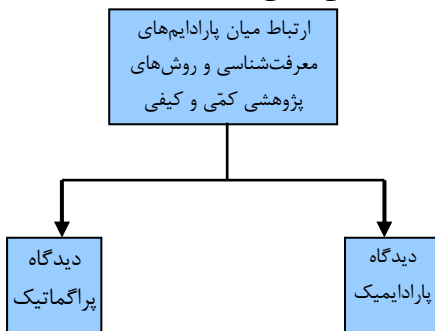 ارتباط میان پارادایم‌های
معرفت‌شناسی و روش‌های
پژوهشی کمّی و کیفی
دیدگاه
پارادایمیک
دیدگاه
پراگماتیک